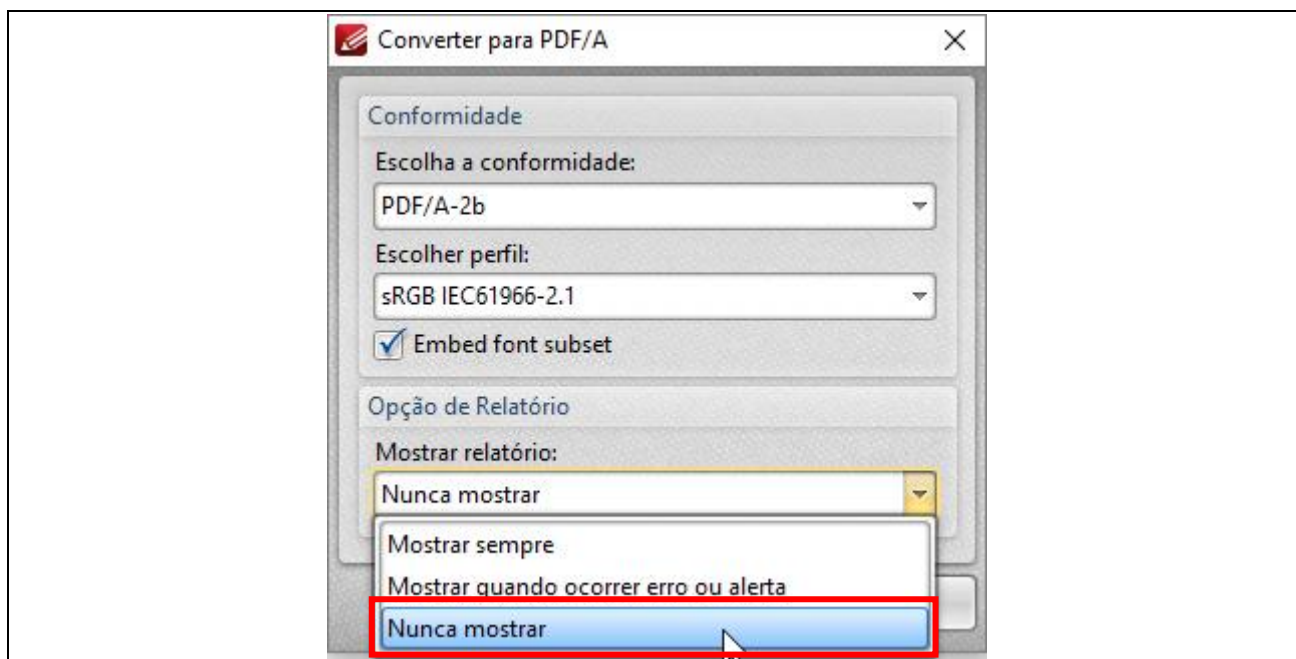 Converter para PDF/A
Conformidade
Escolha a conformidade:
PDF/A-2b
Escolher perfil:
sRGB IEC61966-2.1
Embed font subset
Opção de Relatório
Mostrar relatório:
Nunca mostrar
Mostrar sempre
Mostrar quando ocorrer erro ou alerta
Nunca mostrar